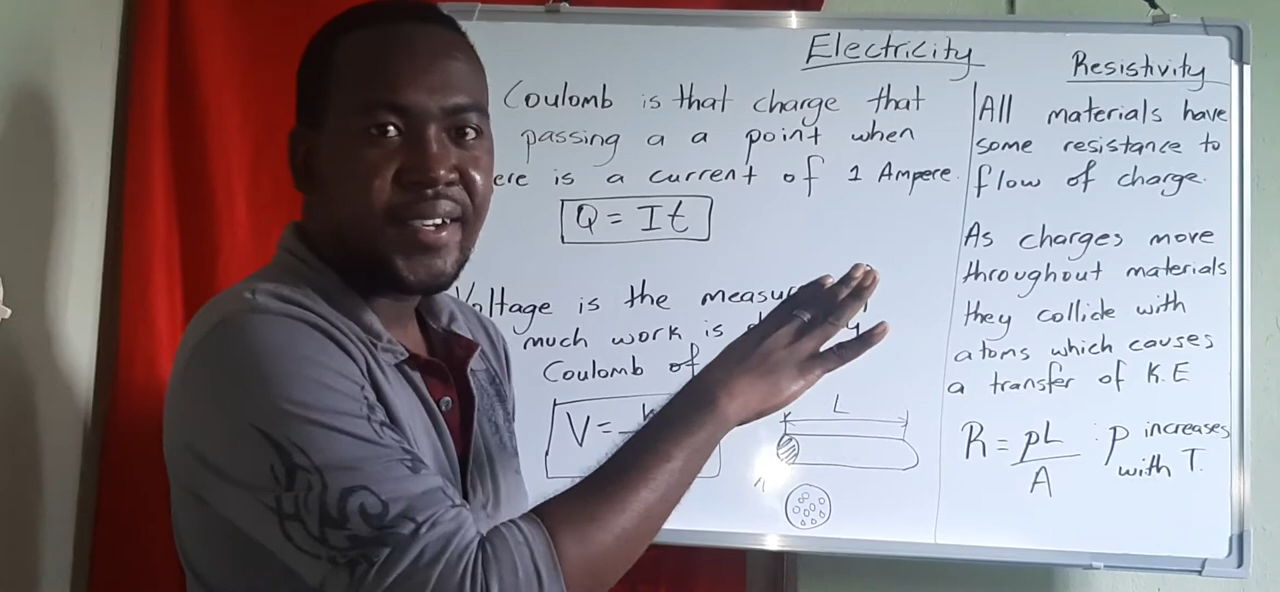 Electricity
Coulomb is that charge that
passing a a point when
ere is a current of 1 Ampere.
Q = It
Voltage is the measu
much work is d y
Coulomb of
V =
L
Resistivity
All materials have
some resistance to
flow of charge.
As charges move
throughout materials
they collide with
atoms which causes
a transfer of K.E
R = ρL
A
ρ increases
with T.